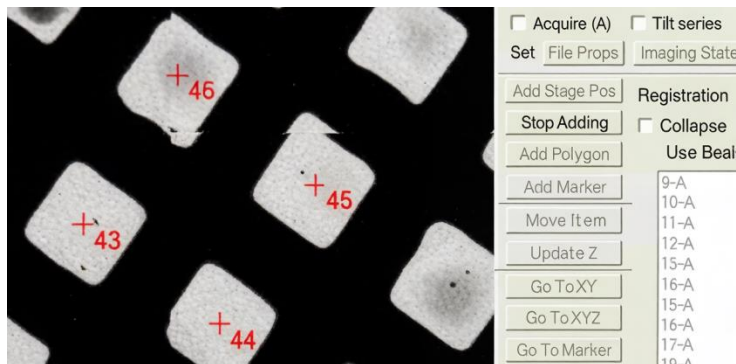 46
45
43
44
Acquire (A) Tilt series
Set File Props Imaging State
Add Stage Pos Registration
Stop Adding Collapse
Add Polygon Use Beal
Add Marker
Move Item
Update Z
Go To XY
Go To XYZ
Go To Marker
9-A
10-A
11-A
12-A
15-A
16-A
15-A
16-A
17-A
18-A